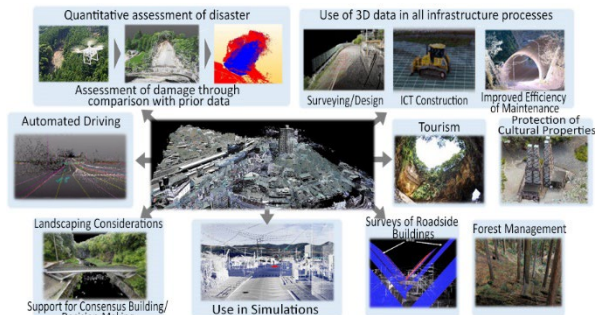 Quantitative assessment of disaster
Use of 3D data in all infrastructure processes
Assessment of damage through
comparison with prior data
Surveying/Design
ICT Construction
Improved Efficiency
of Maintenance
Automated Driving
Tourism
Protection of
Cultural Properties
Landscaping Considerations
Support for Consensus Building/
Use in Simulations
Surveys of Roadside
Buildings
Forest Management